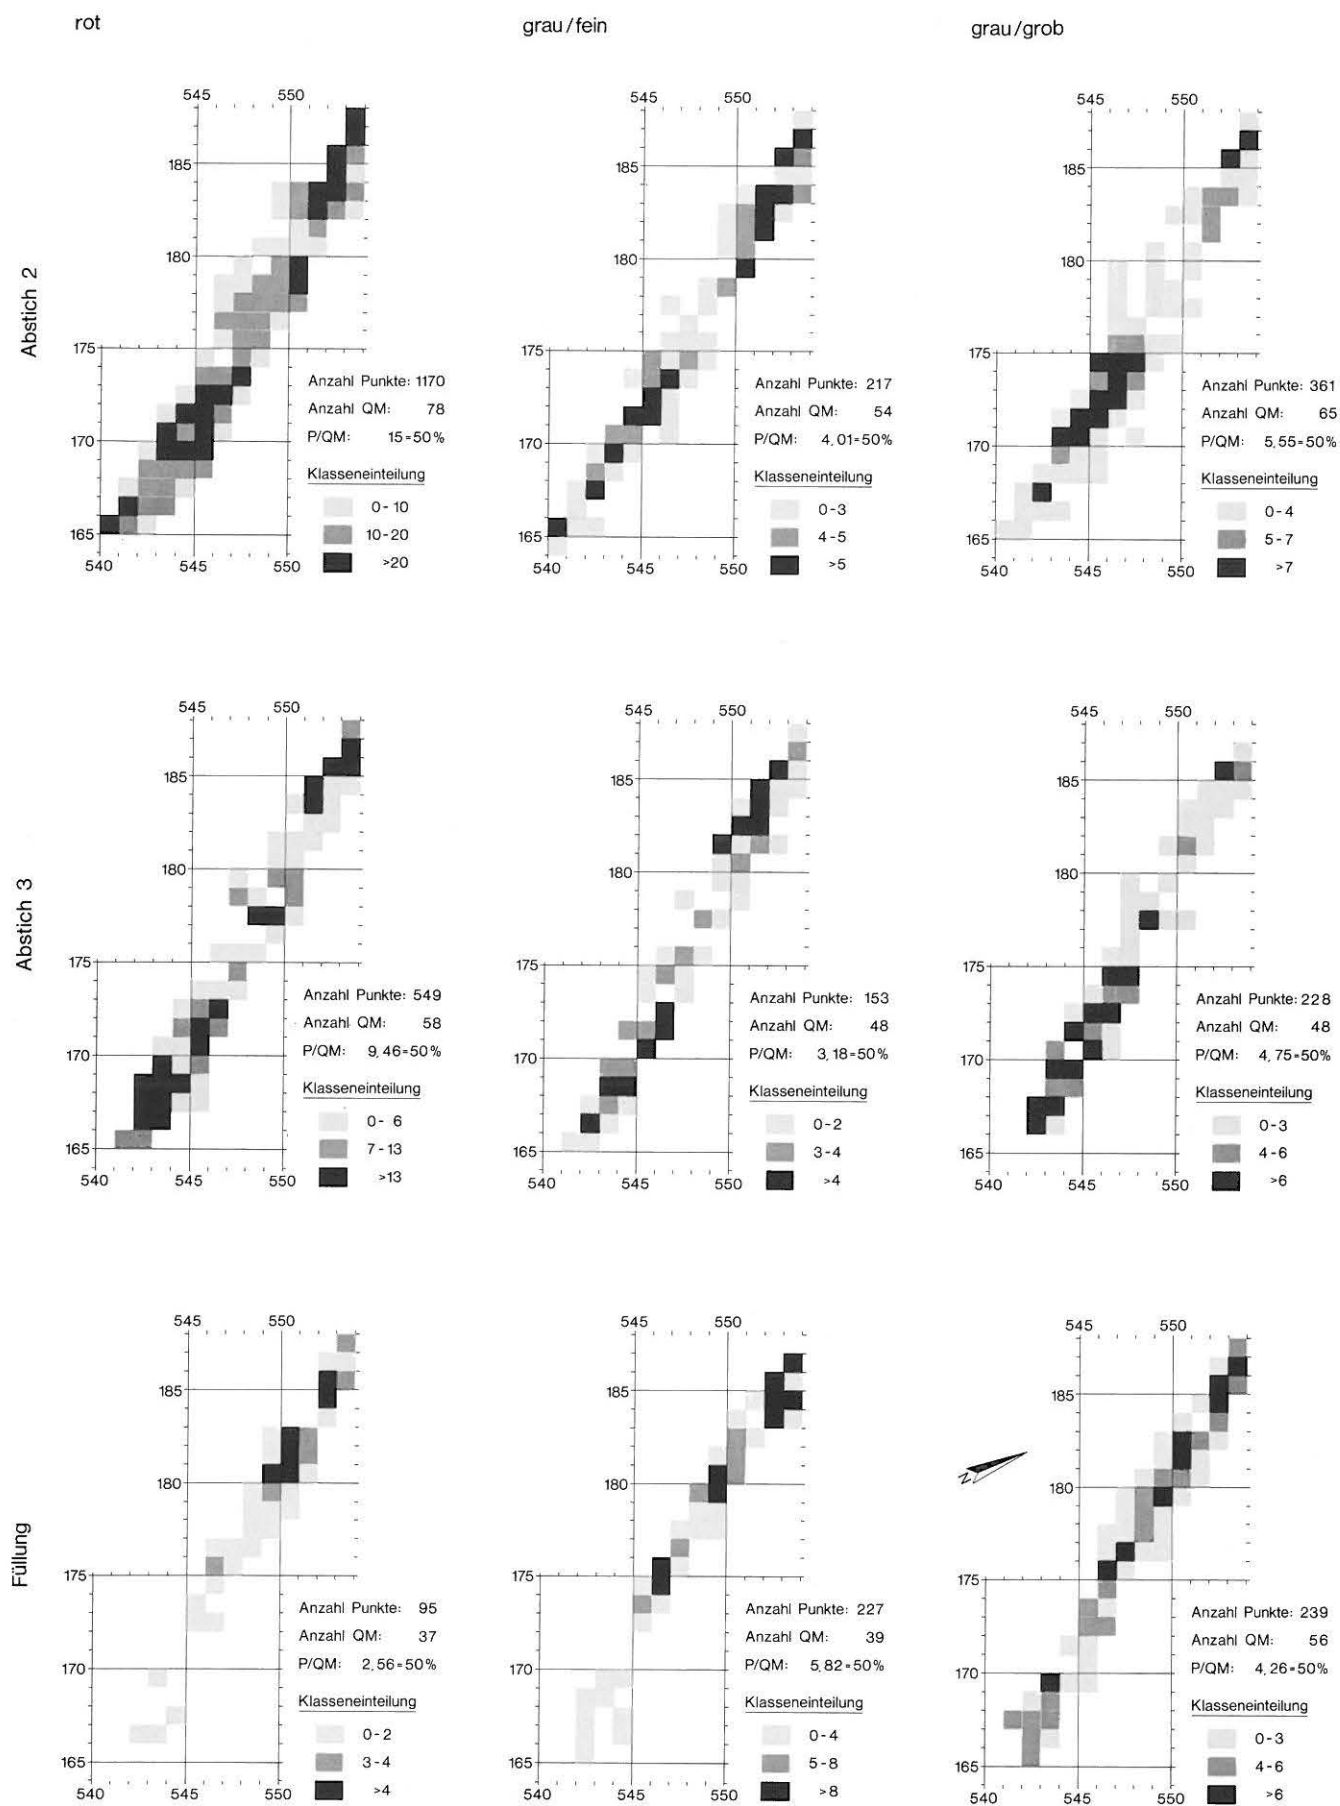 rot
grau/fein
grau/grob
Abstich 2
545 550
185
180
175
170
165
540 545 550
Anzahl Punkte: 1170
Anzahl QM: 78
P/QM: 15=50%
Klasseneinteilung
0-10
10-20
>20
545 550
185
180
175
170
165
540 545 550
Anzahl Punkte: 217
Anzahl QM: 54
P/QM: 4,01=50%
Klasseneinteilung
0-3
4-5
>5
545 550
185
180
175
170
165
540 545 550
Anzahl Punkte: 361
Anzahl QM: 65
P/QM: 5,55=50%
Klasseneinteilung
0-4
5-7
>7
Abstich 3
545 550
185
180
175
170
165
540 545 550
Anzahl Punkte: 549
Anzahl QM: 58
P/QM: 9,46=50%
Klasseneinteilung
0-6
7-13
>13
545 550
185
180
175
170
165
540 545 550
Anzahl Punkte: 153
Anzahl QM: 48
P/QM: 3,18=50%
Klasseneinteilung
0-2
3-4
>4
545 550
185
180
175
170
165
540 545 550
Anzahl Punkte: 228
Anzahl QM: 48
P/QM: 4,75=50%
Klasseneinteilung
0-3
4-6
>6
Füllung
545 550
185
180
175
170
165
540 545 550
Anzahl Punkte: 95
Anzahl QM: 37
P/QM: 2,56=50%
Klasseneinteilung
0-2
3-4
>4
545 550
185
180
175
170
165
540 545 550
Anzahl Punkte: 227
Anzahl QM: 39
P/QM: 5,82=50%
Klasseneinteilung
0-4
5-8
>8
545 550
185
N
180
175
170
165
540 545 550
Anzahl Punkte: 239
Anzahl QM: 56
P/QM: 4,26=50%
Klasseneinteilung
0-3
4-6
>6